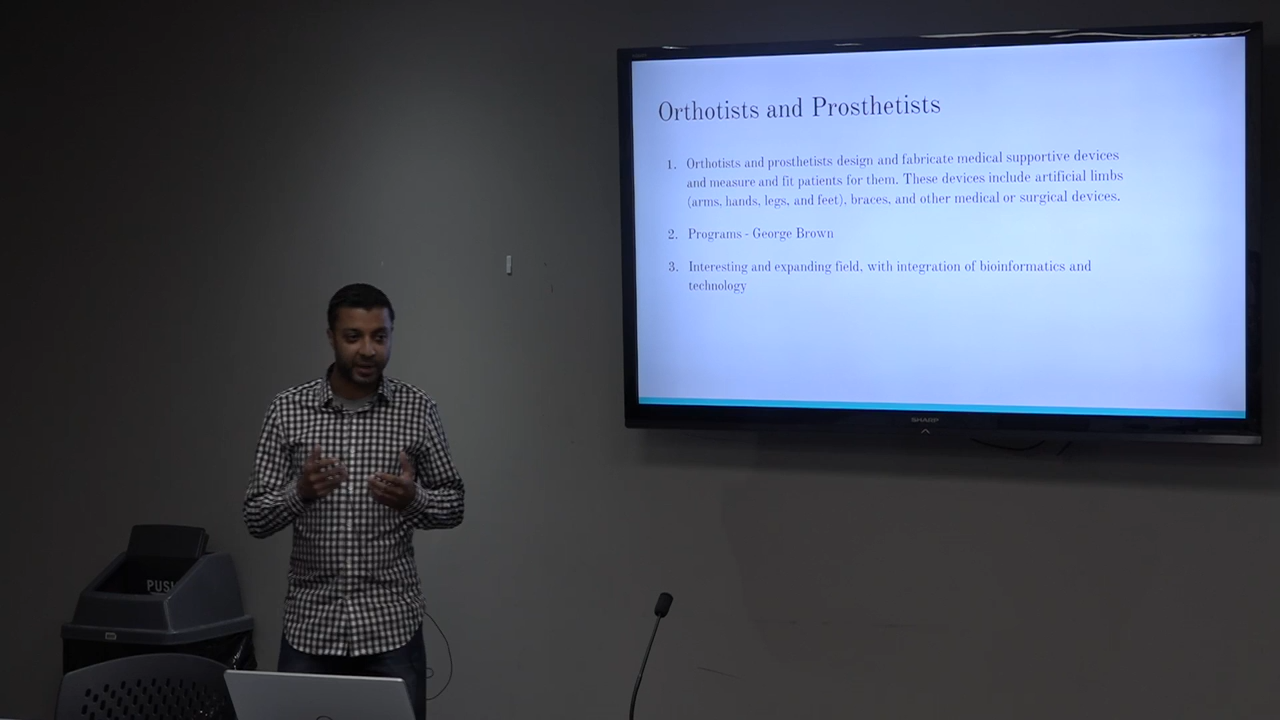 Orthotists and Prosthetists
1. Orthotists and prosthetists design and fabricate medical supportive devices
and measure and fit patients for them. These devices include artificial limbs
(arms, hands, legs, and feet), braces, and other medical or surgical devices.
2. Programs - George Brown
3. Interesting and expanding field, with integration of bioinformatics and
technology
SHARP
PUSH